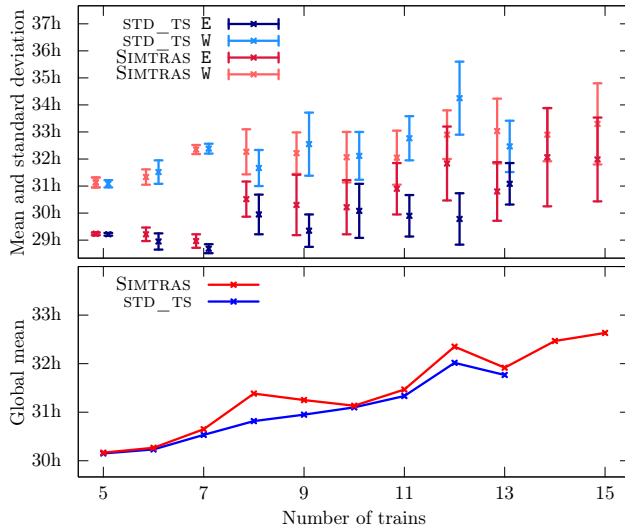 37h
36h
35h
34h
33h
32h
31h
30h
29h
Mean and standard deviation
STD_TS E
STD_TS W
SIMTRAS E
SIMTRAS W
33h
32h
31h
30h
Global mean
SIMTRAS
STD_TS
5 7 9 11 13 15
Number of trains